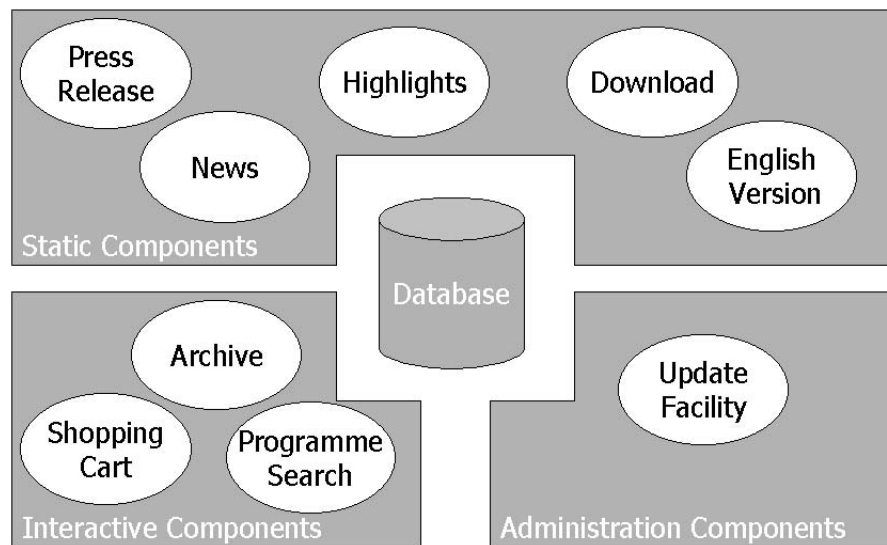 Press
Release
Highlights
Download
News
English
Version
Static Components
Database
Archive
Shopping
Cart
Programme
Search
Interactive Components
Update
Facility
Administration Components